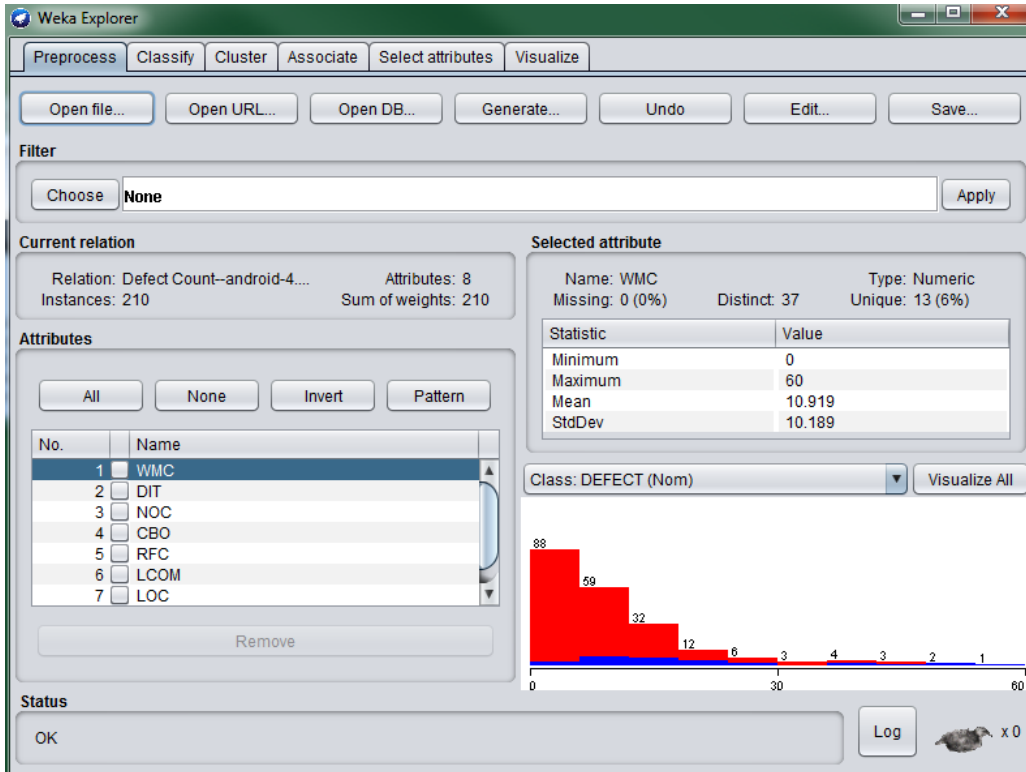 Weka Explorer
Preprocess Classify Cluster Associate Select attributes Visualize
Open file... Open URL... Open DB... Generate... Undo Edit... Save...
Filter
Choose None Apply
Current relation
Relation: Defect Count--android-4.... Attributes: 8
Instances: 210 Sum of weights: 210
Attributes
All None Invert Pattern
No. Name
1 WMC
2 DIT
3 NOC
4 CBO
5 RFC
6 LCOM
7 LOC
Remove
Selected attribute
Name: WMC Type: Numeric
Missing: 0 (0%) Distinct: 37 Unique: 13 (6%)
Statistic Value
Minimum 0
Maximum 60
Mean 10.919
StdDev 10.189
Class: DEFECT (Nom) Visualize All
88
59
32
12
6
3
4
3
2
1
0 30 60
Status
OK
Log x 0